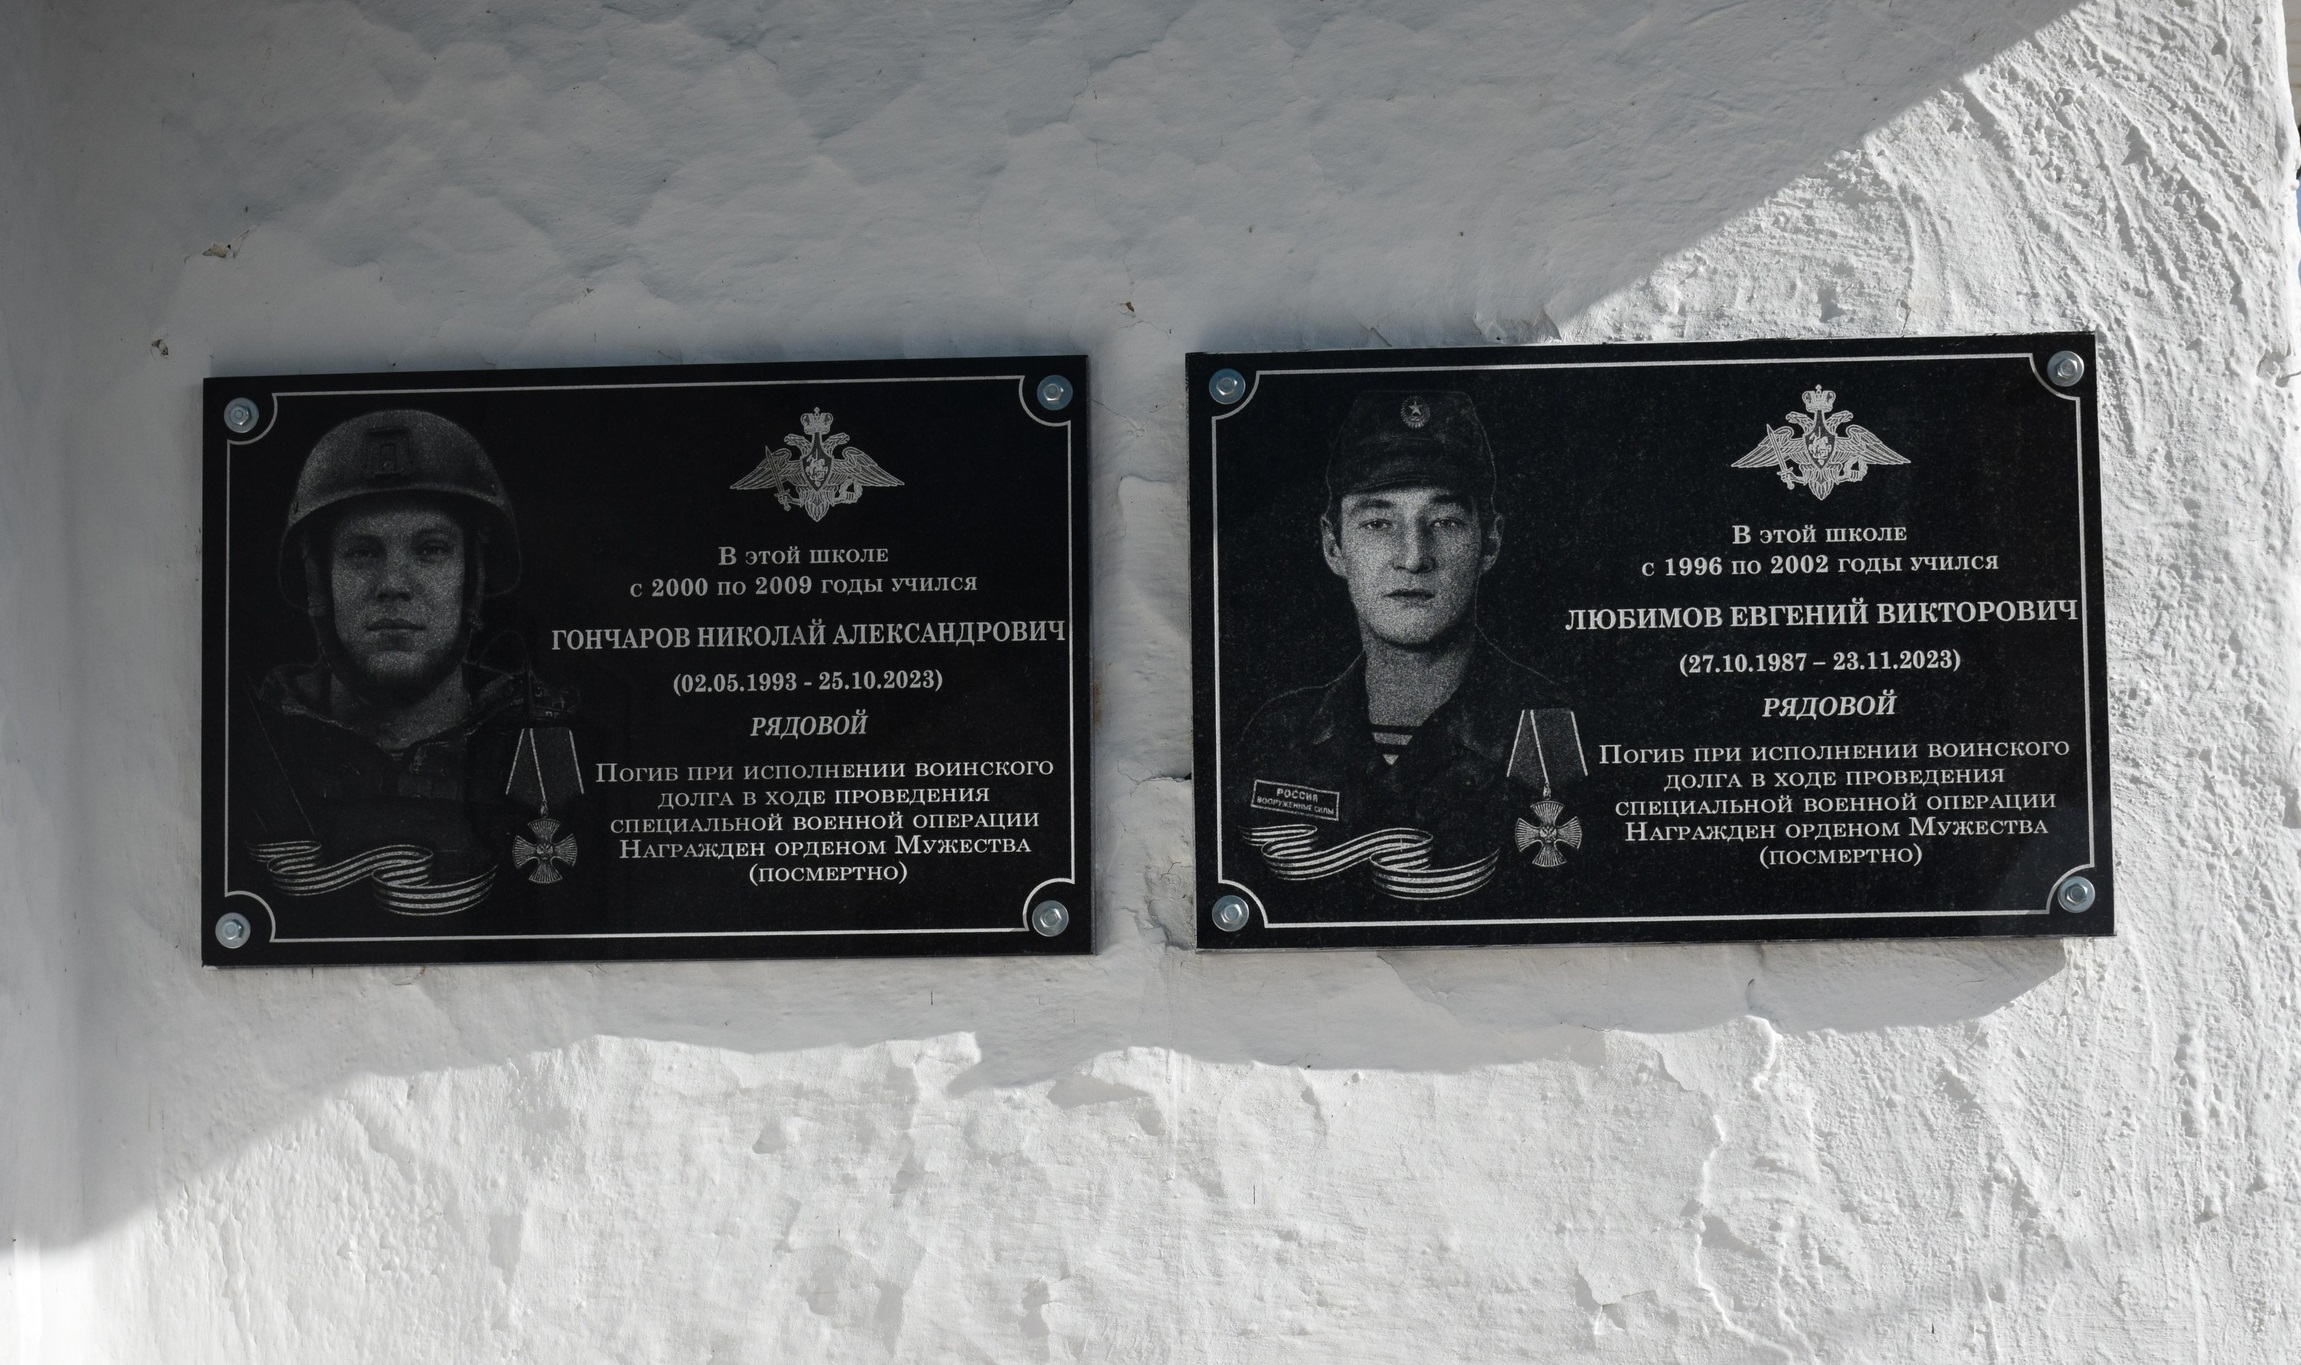 В этой школе
с 2000 по 2009 годы учился
ГОНЧАРОВ НИКОЛАЙ АЛЕКСАНДРОВИЧ
(02.05.1993 - 25.10.2023)
РЯДОВОЙ
Погиб при исполнении воинского
долга в ходе проведения
специальной военной операции
Награжден орденом Мужества
(посмертно)
В этой школе
с 1996 по 2002 годы учился
ЛЮБИМОВ ЕВГЕНИЙ ВИКТОРОВИЧ
(27.10.1987 – 23.11.2023)
РЯДОВОЙ
Погиб при исполнении воинского
долга в ходе проведения
специальной военной операции
Награжден орденом Мужества
(посмертно)
РОССИЯ
ВООРУЖЕННЫЕ СИЛЫ